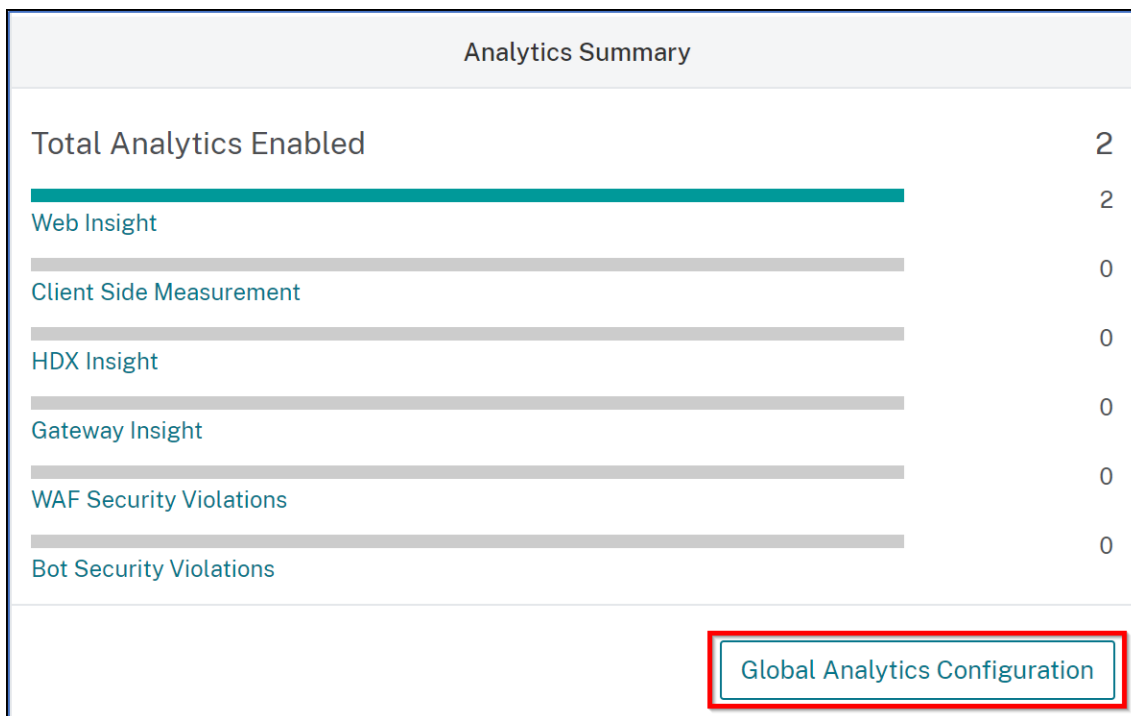 Analytics Summary
Total Analytics Enabled 2
2
Web Insight
0
Client Side Measurement
0
HDX Insight
0
Gateway Insight
0
WAF Security Violations
0
Bot Security Violations
Global Analytics Configuration